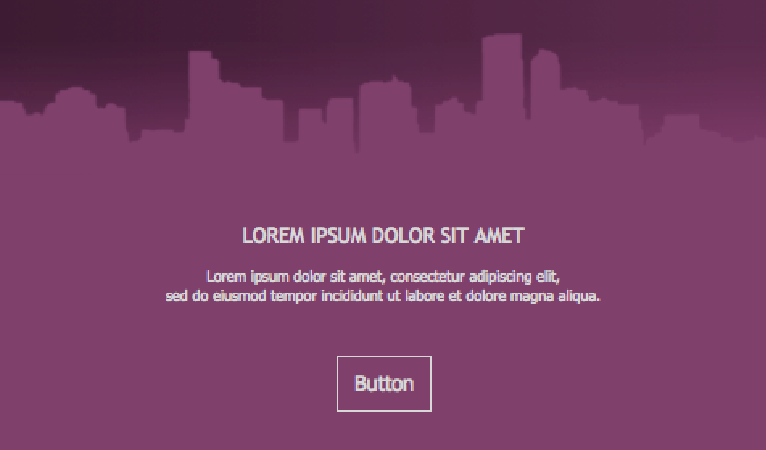 LOREM IPSUM DOLOR SIT AMET
Lorem ipsum dolor sit amet, consectetur adipiscing elit,
sed do eiusmod tempor incididunt ut labore et dolore magna aliqua.
Button